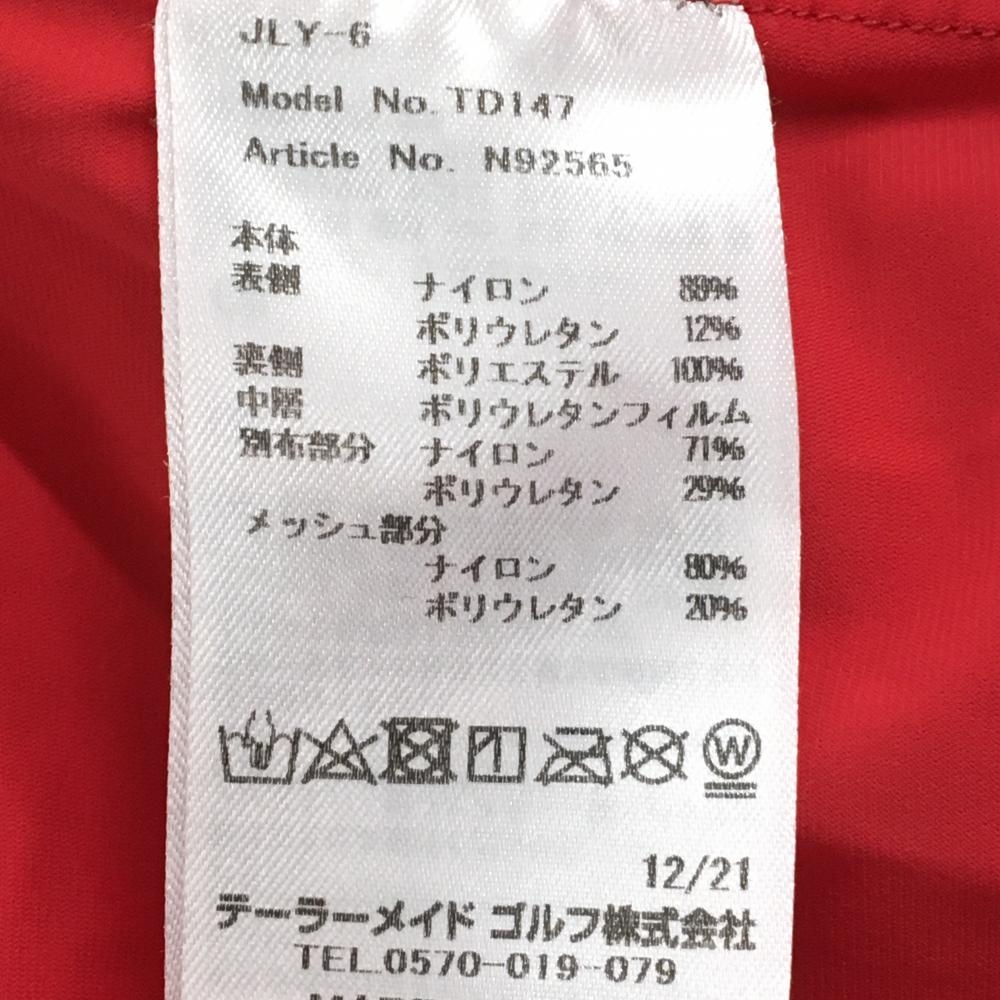 JLY-6
Model No. TD147
Article No. N92565
本体
表側 ナイロン 88%
ポリウレタン 12%
裏側 ポリエステル 100%
中層 ポリウレタンフィルム
別布部分 ナイロン 71%
ポリウレタン 29%
メッシュ部分
ナイロン 80%
ポリウレタン 20%
W
12/21
テーラーメイド ゴルフ株式会社
TEL.0570-019-079